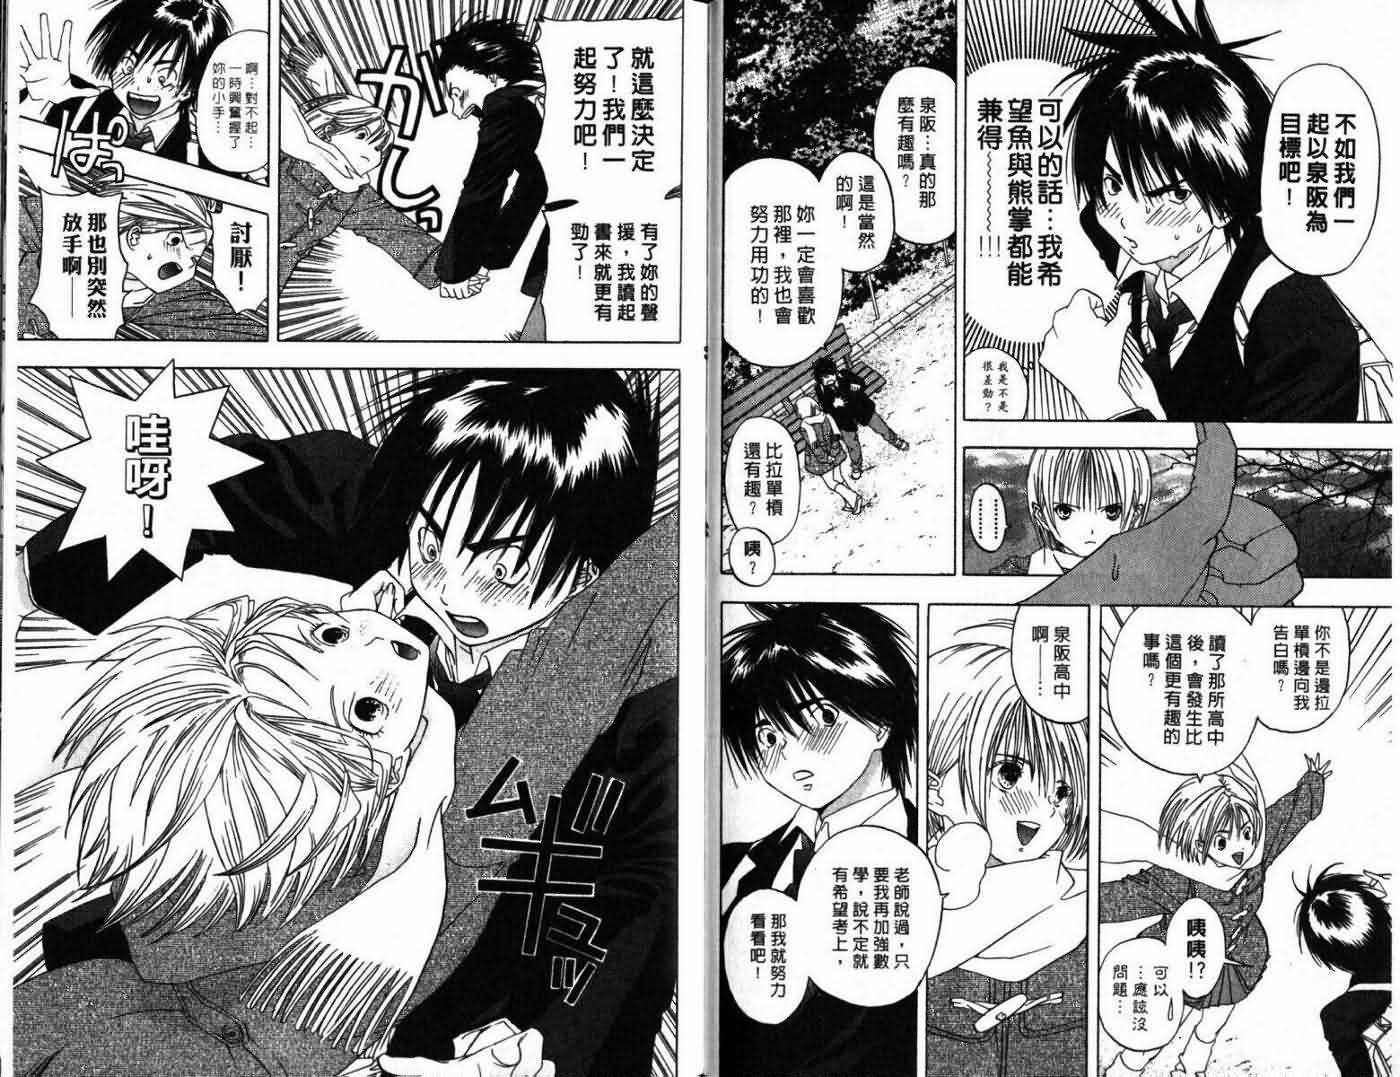 不如我們一
起以泉阪為
目標吧！
可以的話…我希
望魚與熊掌都能
兼得~~~~!!!
我是不是
很差勁？
…………
泉阪…真的那
麼有趣嗎？
這是當然
的啊！
妳一定會喜歡
那裡，我也會
努力用功的！
比拉單槓
還有趣？
咦？
你不是邊拉
單槓邊向我
告白嗎？
讀了那所高中
後，會發生比
這個更有趣的
事嗎？
咦咦!?
可以
…應該沒
問題…
泉阪高中
啊——…
老師說過，只
要我再加強數
學，說不定就
有希望考上，
那我就努力
看看吧！
就這麼決定
了！我們一
起努力吧！
有了妳的聲
援，我讀起
書來就更有
勁了！
がしっ
啊…對不起…
一時興奮握了
妳的小手…
ぱっ
討厭！
那也別突然
放手啊——
哇呀！
ムギュッ